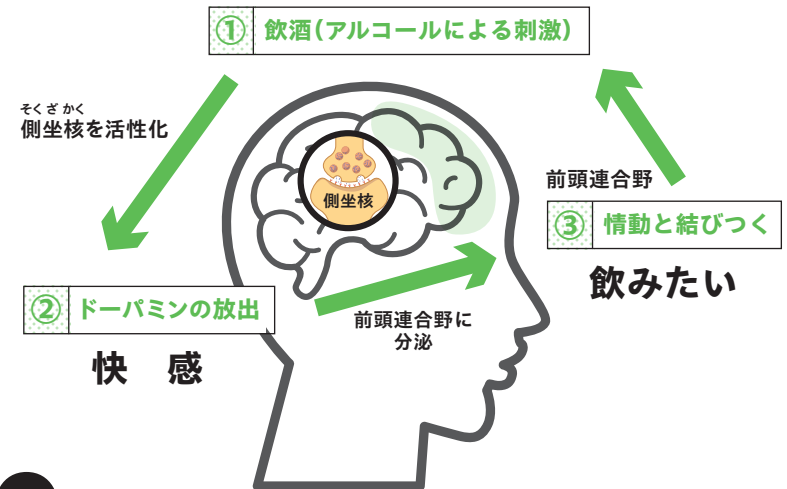 ① 飲酒(アルコールによる刺激)
そくざかく
側坐核を活性化
側坐核
前頭連合野
③ 情動と結びつく
飲みたい
② ドーパミンの放出
快 感
前頭連合野に
分泌